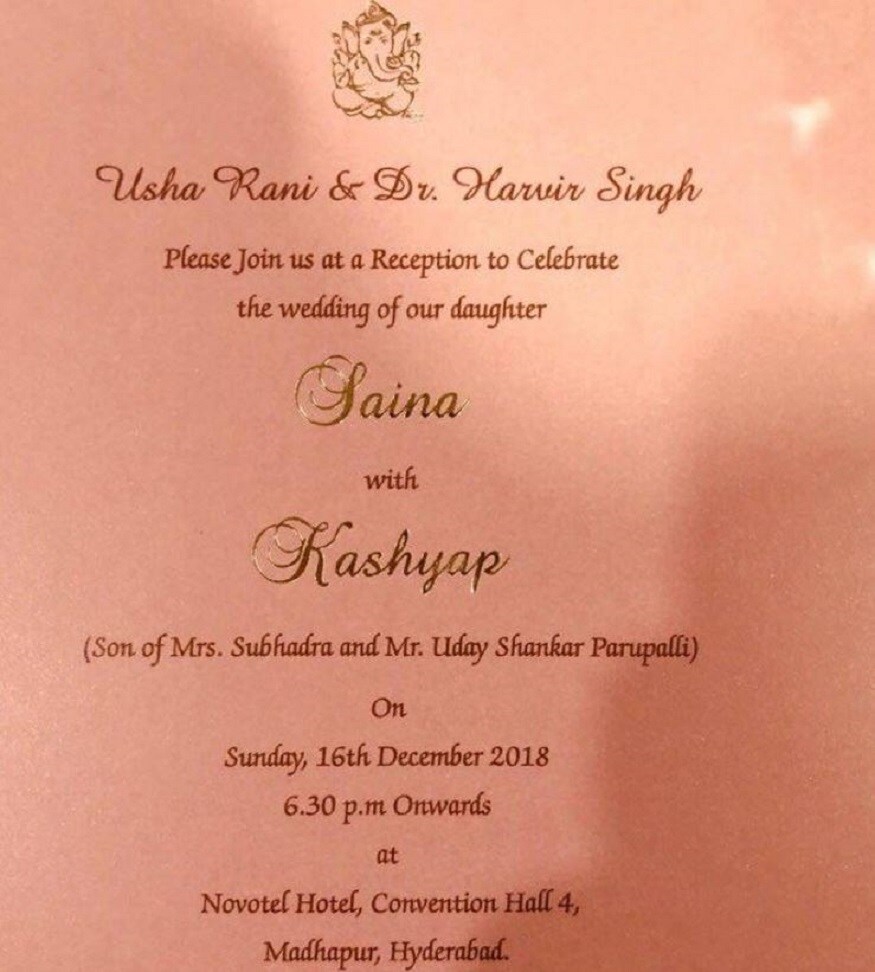 Usha Rani & Dr. Harvir Singh
Please Join us at a Reception to Celebrate
the wedding of our daughter
Saina
with
Kashyap
(Son of Mrs. Subhadra and Mr. Uday Shankar Parupalli)
On
Sunday, 16th December 2018
6.30 p.m Onwards
at
Novotel Hotel, Convention Hall 4,
Madhapur, Hyderabad.